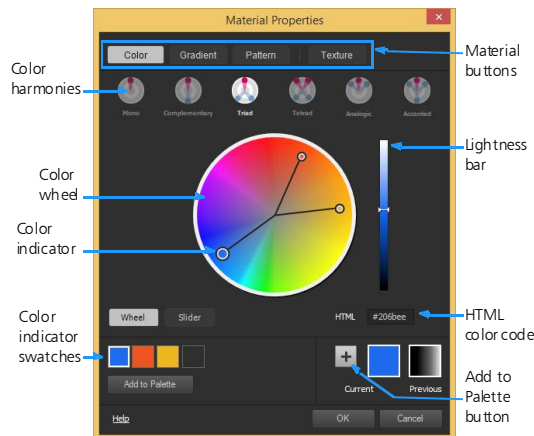 Material Properties
×
Color Gradient Pattern Texture
Material
buttons
Color
harmonies
Mono Complementary Triad Tetrad Analogic Accented
Lightness
bar
Color
wheel
Color
indicator
Wheel Slider HTML #206bee
HTML
color code
Color
indicator
swatches
Add to Palette
+
Current Previous
Add to
Palette
button
Help OK Cancel